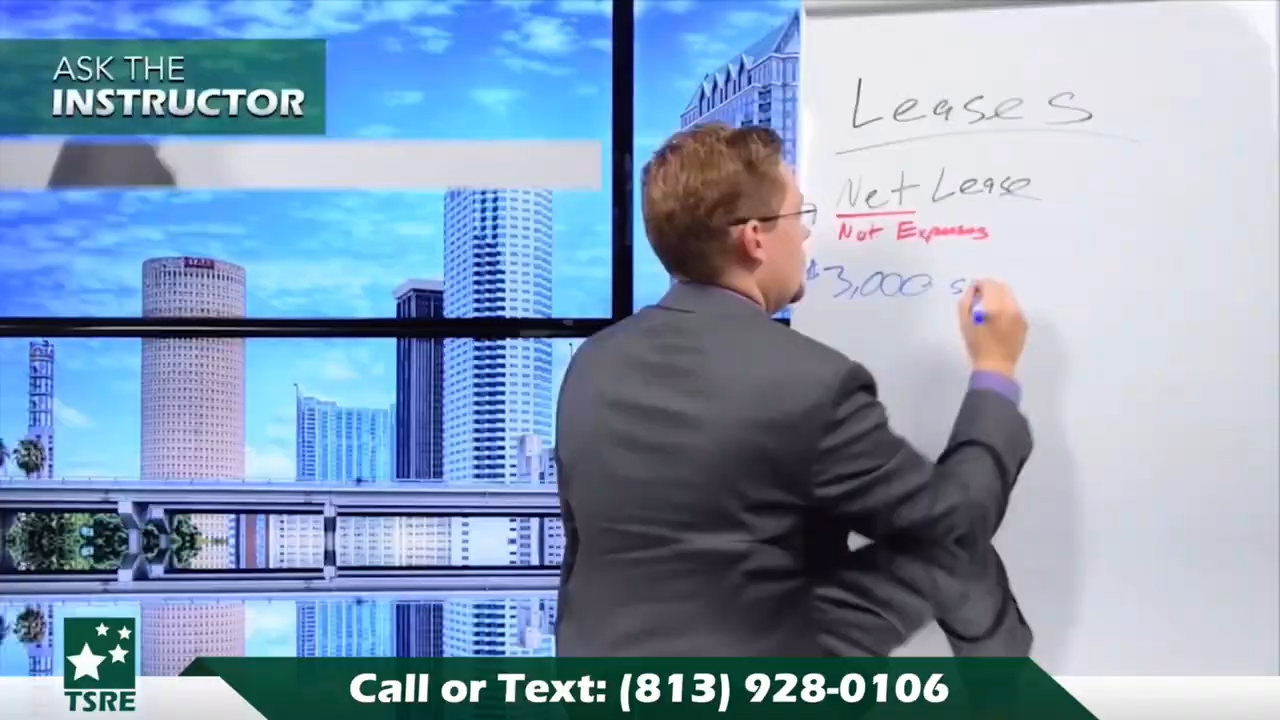 ASK THE
INSTRUCTOR
Leases
Net Lease
Not Expenses
$3,000
TSRE
Call or Text: (813) 928-0106